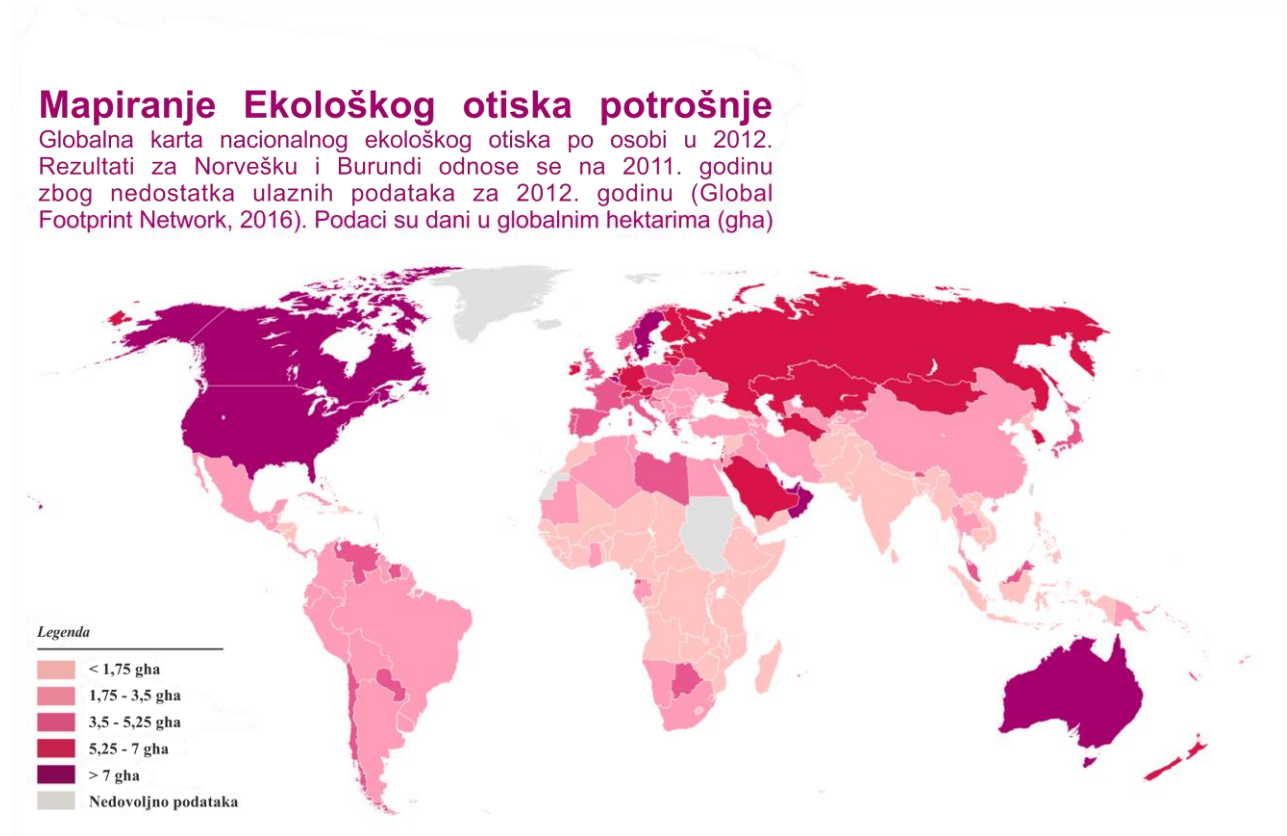 Mapiranje Ekološkog otiska potrošnje
Globalna karta nacionalnog ekološkog otiska po osobi u 2012.
Rezultati za Norvešku i Burundi odnose se na 2011. godinu
zbog nedostatka ulaznih podataka za 2012. godinu (Global
Footprint Network, 2016). Podaci su dani u globalnim hektarima (gha)
Legenda
< 1,75 gha
1,75 - 3,5 gha
3,5 - 5,25 gha
5,25 - 7 gha
> 7 gha
Nedovoljno podataka